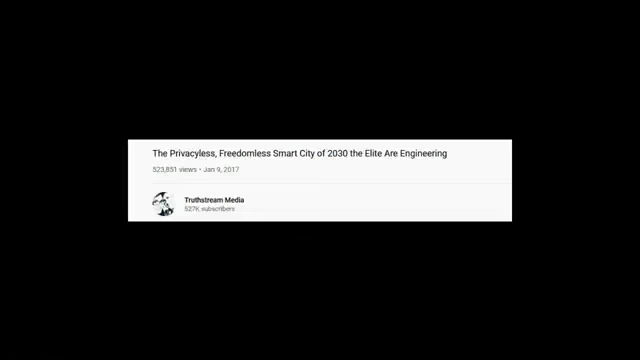 The Privacyless, Freedomless Smart City of 2030 the Elite Are Engineering
523,851 views • Jan 9, 2017
Truthstream Media
527K subscribers